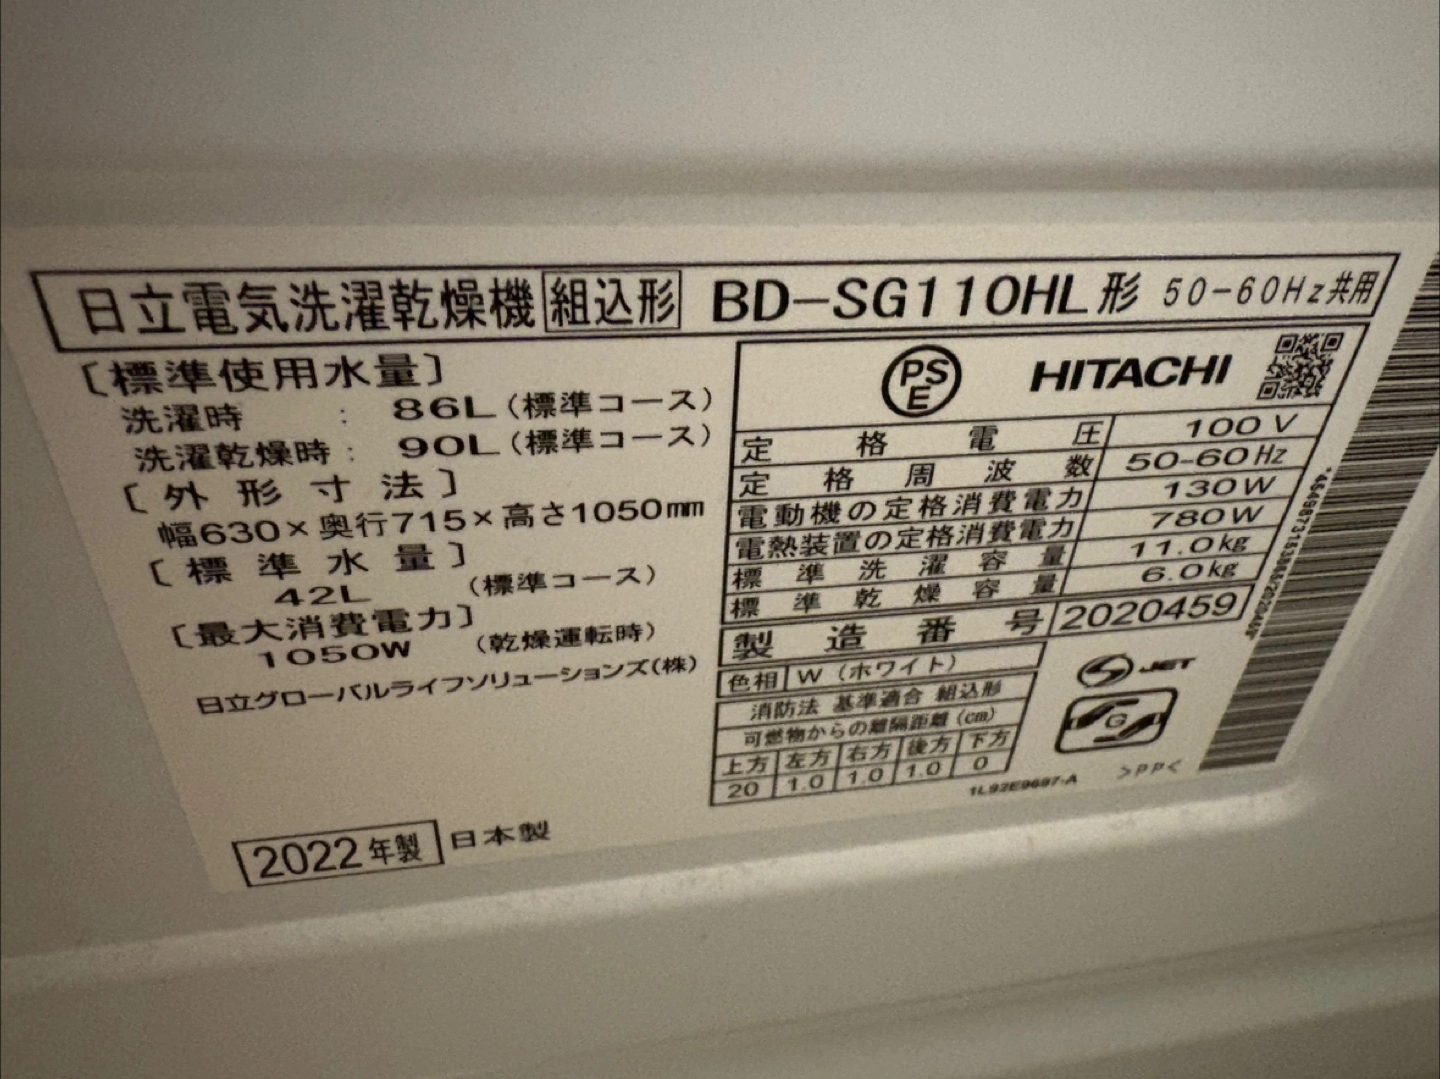 日立電気洗濯乾燥機 組込形 BD-SG110HL形 50-60Hz共用
[標準使用水量]
洗濯時 : 86L(標準コース)
洗濯乾燥時: 90L(標準コース)
[外形寸法]
幅630×奥行715×高さ1050mm
[標準水量]
42L (標準コース)
[最大消費電力]
1050W (乾燥運転時)
日立グローバルライフソリューションズ(株)
2022年製 日本製
PSE HITACHI
定格電圧 100V
定格周波数 50-60Hz
電動機の定格消費電力 130W
電熱装置の定格消費電力 780W
標準洗濯容量 11.0kg
標準乾燥容量 6.0kg
製造番号 2020459
色相 W(ホワイト)
消防法 基準適合 組込形
可燃物からの離隔距離(cm)
上方 左方 右方 後方 下方
20 1.0 1.0 1.0 0
S JET
G
1L92E9697-A >PP<